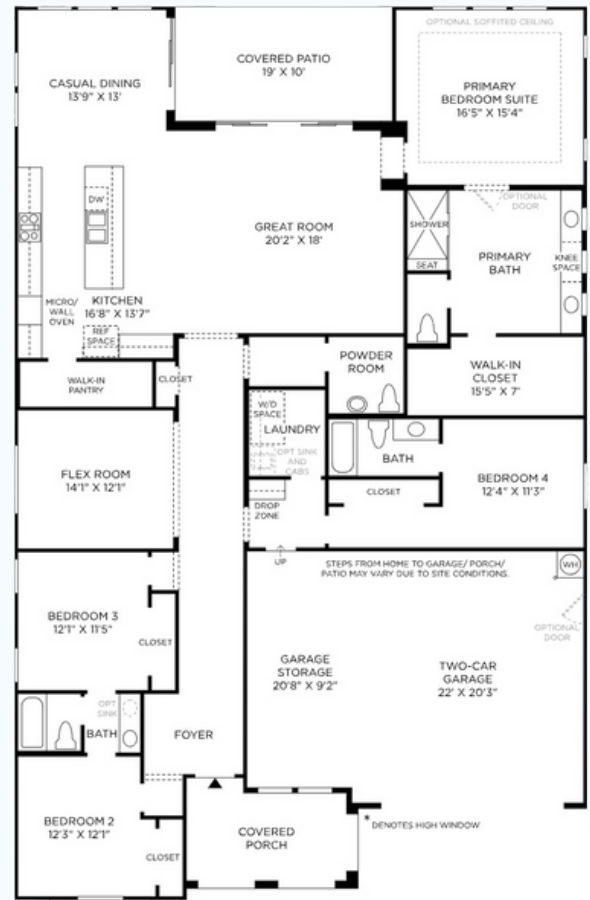 OPTIONAL SOFFITED CEILING
COVERED PATIO
19' X 10'
CASUAL DINING
13'9" X 13'
PRIMARY
BEDROOM SUITE
16'5" X 15'4"
DW
OPTIONAL
DOOR
SHOWER
SEAT
GREAT ROOM
20'2" X 18'
PRIMARY
BATH
KNEE
SPACE
MICRO/
WALL
OVEN
KITCHEN
16'8" X 13'7"
REF
SPACE
POWDER
ROOM
WALK-IN
CLOSET
15'5" X 7'
WALK-IN
PANTRY
CLOSET
W/D
SPACE
LAUNDRY
OPT SINK
AND
CABS
BATH
FLEX ROOM
14'1" X 12'1"
BEDROOM 4
12'4" X 11'3"
CLOSET
DROP
ZONE
UP
STEPS FROM HOME TO GARAGE/ PORCH/
PATIO MAY VARY DUE TO SITE CONDITIONS.
WH
BEDROOM 3
12'1" X 11'5"
CLOSET
OPTIONAL
DOOR
GARAGE
STORAGE
20'8" X 9'2"
TWO-CAR
GARAGE
22' X 20'3"
OPT
SINK
BATH
FOYER
BEDROOM 2
12'3" X 12'1"
CLOSET
COVERED
PORCH
* DENOTES HIGH WINDOW